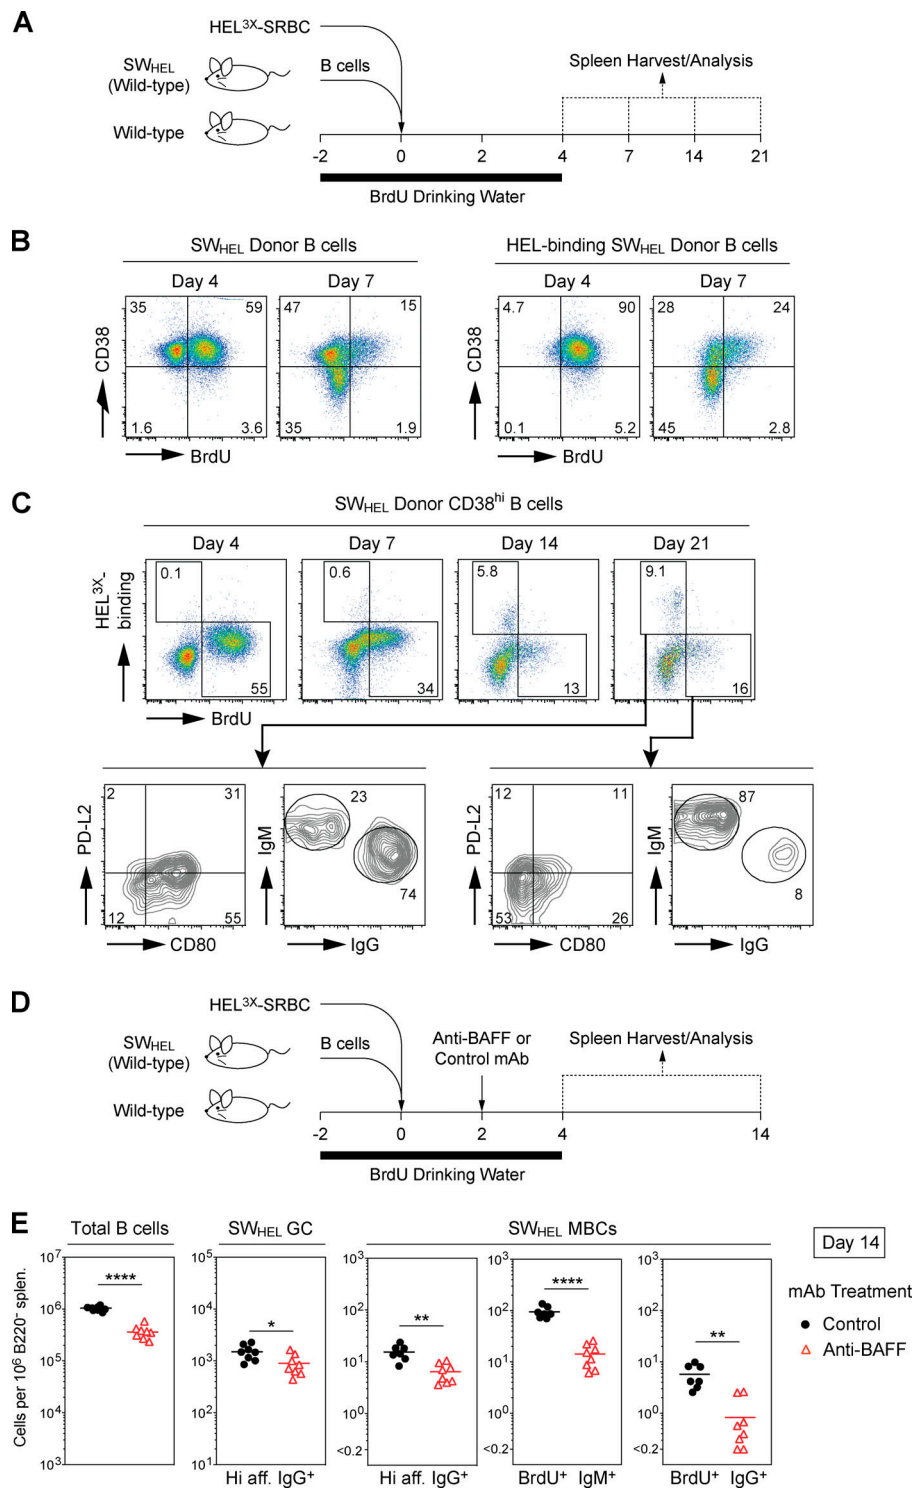 A
HEL3X-SRBC
SWHEL
(Wild-type)
B cells
Wild-type
Spleen Harvest/Analysis
-2 0 2 4 7 14 21
BrdU Drinking Water
B
SWHEL Donor B cells
HEL-binding SWHEL Donor B cells
Day 4 Day 7 Day 4 Day 7
35 59 47 15 4.7 90 28 24
CD38 CD38
1.6 3.6 35 1.9 0.1 5.2 45 2.8
BrdU BrdU
C
SWHEL Donor CD38hi B cells
Day 4 Day 7 Day 14 Day 21
0.1 0.6 5.8 9.1
HEL3X-
binding
55 34 13 16
BrdU
2 31 23 12 11 87
PD-L2 IgM PD-L2 IgM
12 55 74 53 26 8
CD80 IgG CD80 IgG
D
HEL3X-SRBC
SWHEL
(Wild-type)
B cells
Wild-type
Anti-BAFF or
Control mAb
Spleen Harvest/Analysis
-2 0 2 4 14
BrdU Drinking Water
E
Total B cells SWHEL GC SWHEL MBCs
Day 14
mAb Treatment
Control
Anti-BAFF
Cells per 106 B220- splen.
107 105 103 103 103
**** * ** **** **
106 104 102 102 102
105 103 101 101 101
104 102 100 100 100
103 101 <0.2 <0.2 <0.2
Hi aff. IgG+ Hi aff. IgG+ BrdU+ IgM+ BrdU+ IgG+